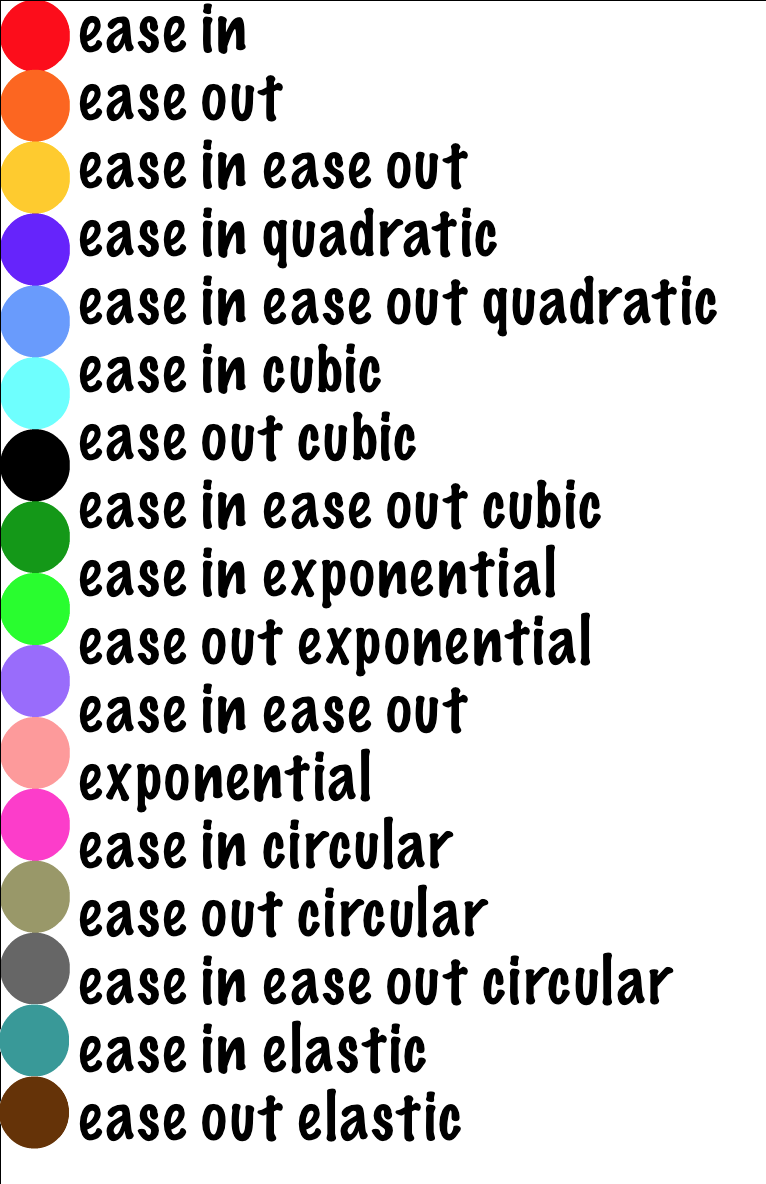 ease in
ease out
ease in ease out
ease in quadratic
ease in ease out quadratic
ease in cubic
ease out cubic
ease in ease out cubic
ease in exponential
ease out exponential
ease in ease out
exponential
ease in circular
ease out circular
ease in ease out circular
ease in elastic
ease out elastic